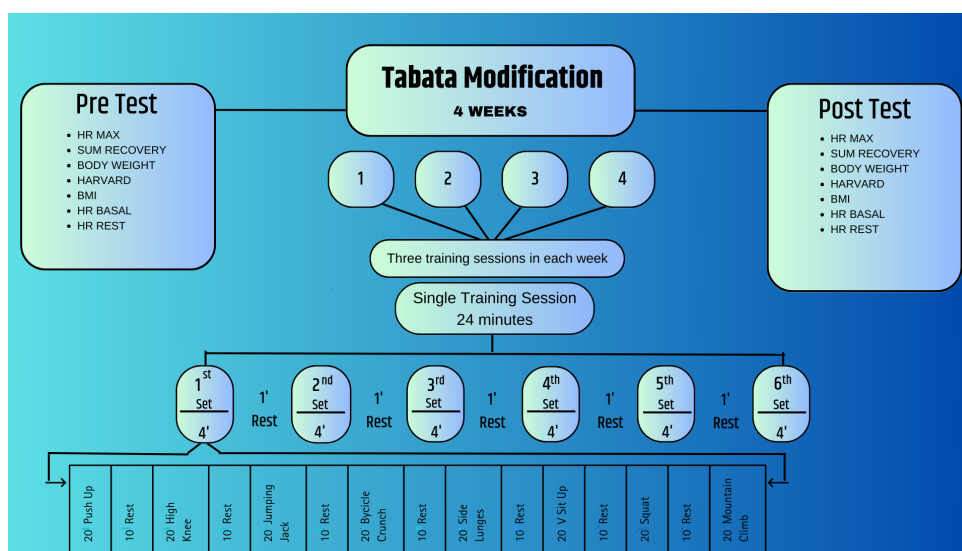 Tabata Modification
4 WEEKS
Pre Test
• HR MAX
• SUM RECOVERY
• BODY WEIGHT
• HARVARD
• BMI
• HR BASAL
• HR REST
Post Test
• HR MAX
• SUM RECOVERY
• BODY WEIGHT
• HARVARD
• BMI
• HR BASAL
• HR REST
1
2
3
4
Three training sessions in each week
Single Training Session
24 minutes
1st
Set
4'
1'
Rest
2nd
Set
4'
1'
Rest
3rd
Set
4'
1'
Rest
4th
Set
4'
1'
Rest
5th
Set
4'
1'
Rest
6th
Set
4'
20' Push Up
10' Rest
20' High
Knee
10' Rest
20' Jumping
Jack
10' Rest
20' Bycicle
Crunch
10' Rest
20' Side
Lunges
10' Rest
20' V Sit Up
10' Rest
20' Squat
10' Rest
20' Mountain
Climb